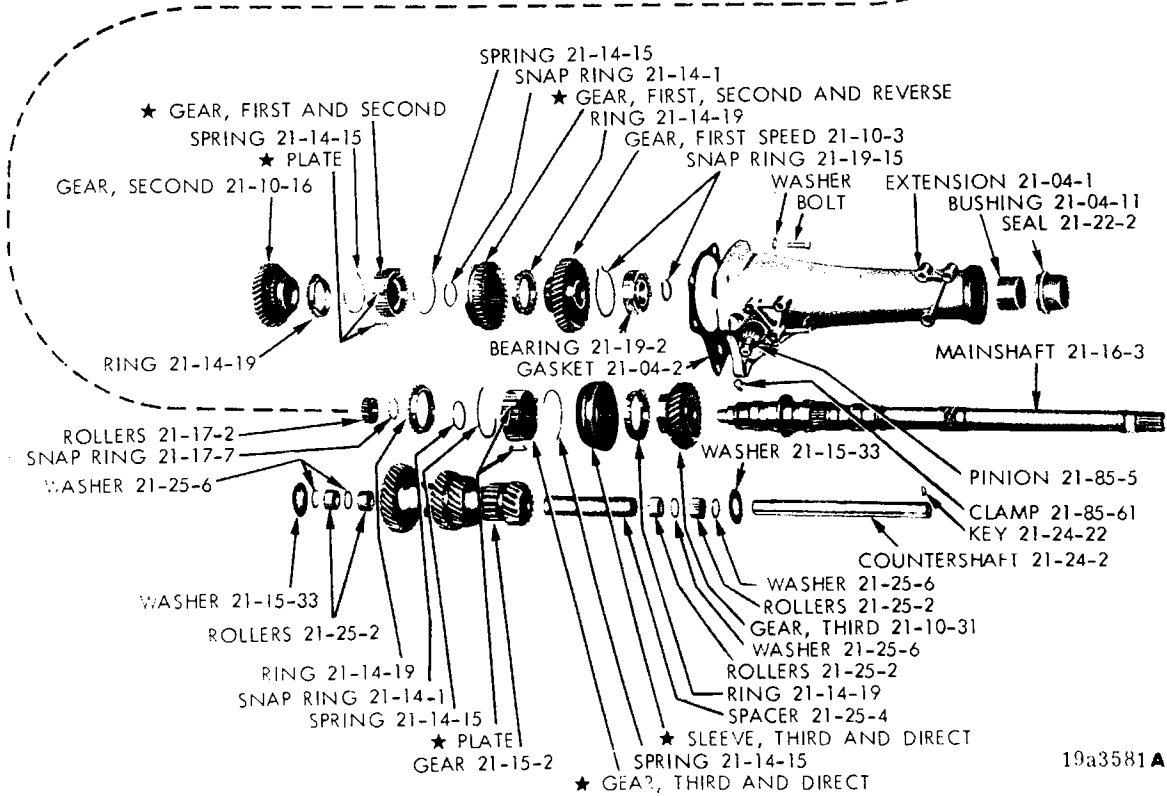 SPRING 21-14-15
SNAP RING 21-14-1
★ GEAR, FIRST, SECOND AND REVERSE
★ GEAR, FIRST AND SECOND
RING 21-14-19
SPRING 21-14-15
GEAR, FIRST SPEED 21-10-3
★ PLATE
SNAP RING 21-19-15
GEAR, SECOND 21-10-16
WASHER
BOLT
EXTENSION 21-04-1
BUSHING 21-04-11
SEAL 21-22-2
RING 21-14-19
BEARING 21-19-2
GASKET 21-04-2
MAINSHAFT 21-16-3
ROLLERS 21-17-2
SNAP RING 21-17-7
WASHER 21-25-6
WASHER 21-15-33
PINION 21-85-5
CLAMP 21-85-61
KEY 21-24-22
COUNTERSHAFT 21-24-2
WASHER 21-15-33
ROLLERS 21-25-2
WASHER 21-25-6
ROLLERS 21-25-2
GEAR, THIRD 21-10-31
WASHER 21-25-6
ROLLERS 21-25-2
RING 21-14-19
SPACER 21-25-4
RING 21-14-19
SNAP RING 21-14-1
SPRING 21-14-15
★ PLATE
GEAR 21-15-2
★ SLEEVE, THIRD AND DIRECT
SPRING 21-14-15
★ GEAR, THIRD AND DIRECT
19a3581A